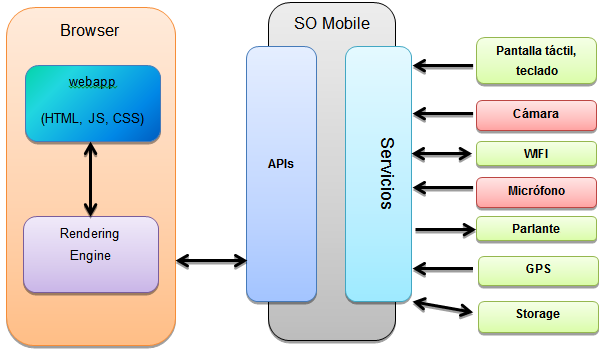 Browser
webapp
(HTML, JS, CSS)
Rendering
Engine
SO Mobile
APIs
Servicios
Pantalla táctil,
teclado
Cámara
WIFI
Micrófono
Parlante
GPS
Storage